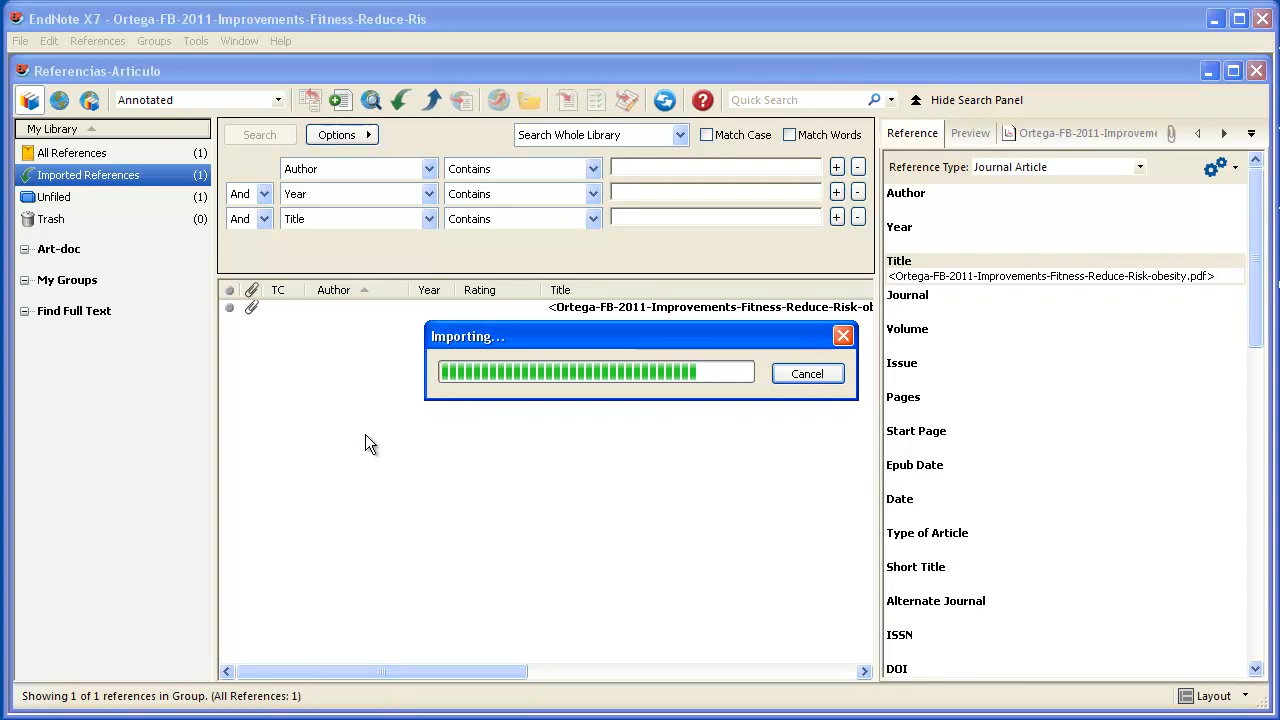 EndNote X7 - Ortega-FB-2011-Improvements-Fitness-Reduce-Ris
File Edit References Groups Tools Window Help
Referencias-Articulo
Annotated
Quick Search
Hide Search Panel
My Library
All References (1)
Imported References (1)
Unfiled (1)
Trash (0)
Art-doc
My Groups
Find Full Text
Search Options Search Whole Library Match Case Match Words
Author Contains + -
And Year Contains + -
And Title Contains + -
TC Author Year Rating Title
<Ortega-FB-2011-Improvements-Fitness-Reduce-Risk-ob
Importing...
Cancel
Reference Preview Ortega-FB-2011-Improveme
Reference Type: Journal Article
Author
Year
Title
<Ortega-FB-2011-Improvements-Fitness-Reduce-Risk-obesity.pdf>
Journal
Volume
Issue
Pages
Start Page
Epub Date
Date
Type of Article
Short Title
Alternate Journal
ISSN
DOI
Showing 1 of 1 references in Group. (All References: 1)
Layout